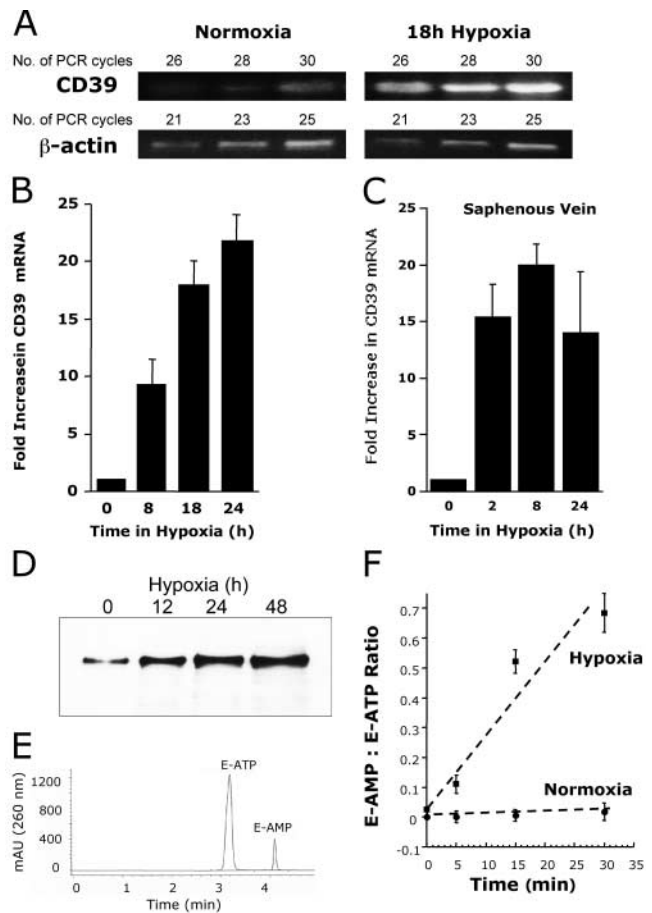 A
Normoxia
18h Hypoxia
No. of PCR cycles 26 28 30 26 28 30
CD39
No. of PCR cycles 21 23 25 21 23 25
β-actin
B
Fold Increasein CD39 mRNA
25
20
15
10
5
0
0 8 18 24
Time in Hypoxia (h)
C
Saphenous Vein
Fold Increase in CD39 mRNA
25
20
15
10
5
0
0 2 8 24
Time in Hypoxia (h)
D
Hypoxia (h)
0 12 24 48
E
mAU (260 nm)
1200
800
400
0
E-ATP
E-AMP
0 1 2 3 4
Time (min)
F
E-AMP : E-ATP Ratio
0.7
0.6
0.5
0.4
0.3
0.2
0.1
0
-0.1
Hypoxia
Normoxia
0 5 10 15 20 25 30 35
Time (min)